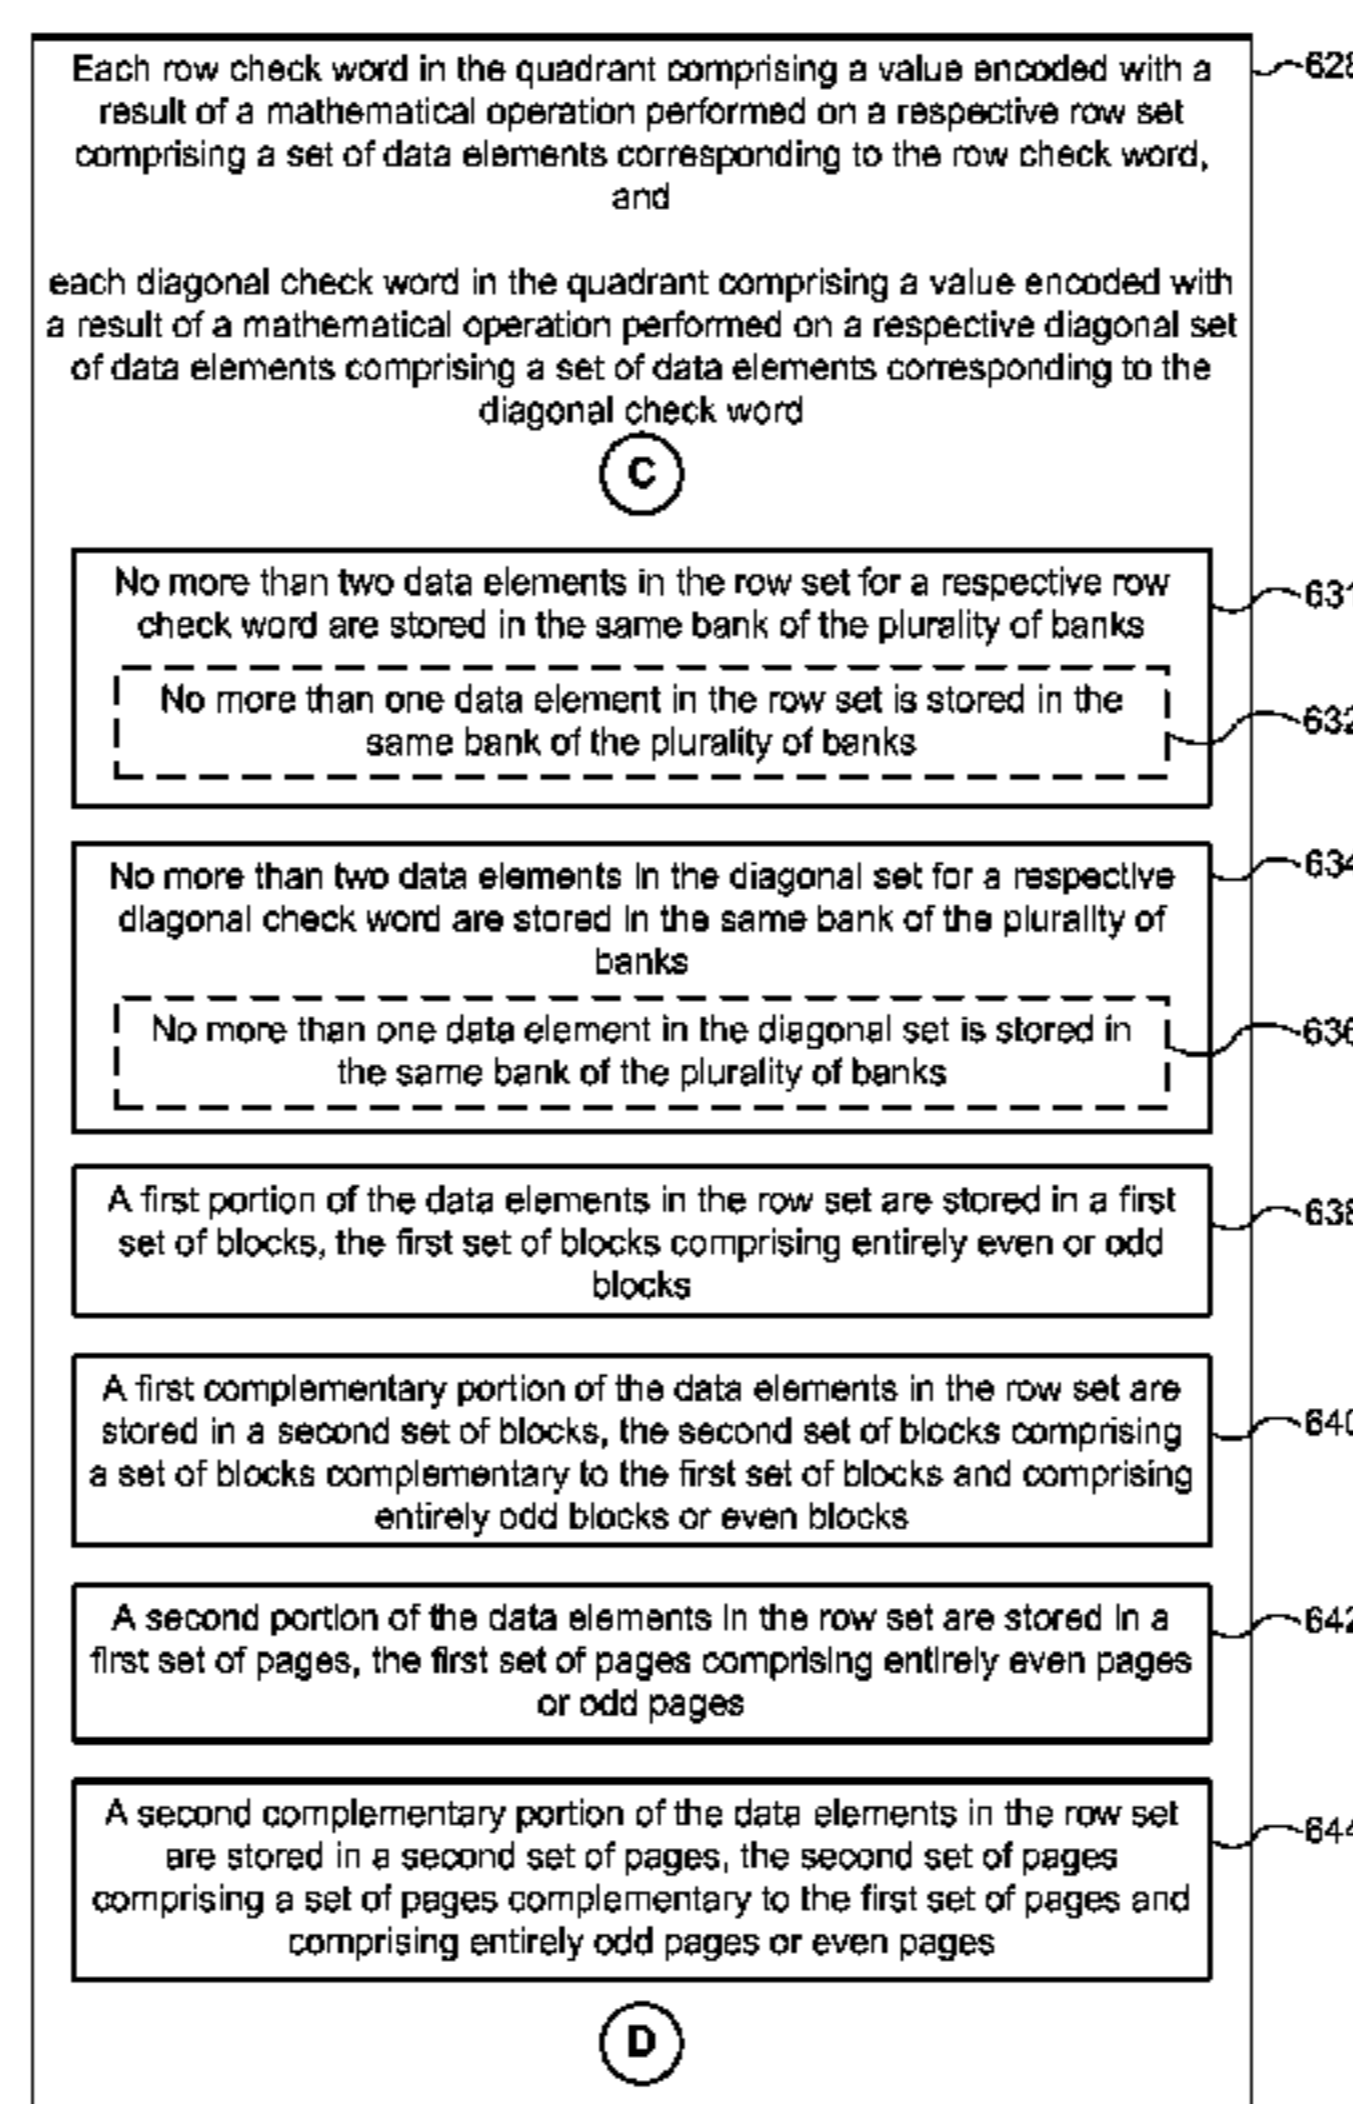 Each row check word in the quadrant comprising a value encoded with a
result of a mathematical operation performed on a respective row set
comprising a set of data elements corresponding to the row check word,
and
each diagonal check word in the quadrant comprising a value encoded with
a result of a mathematical operation performed on a respective diagonal set
of data elements comprising a set of data elements corresponding to the
diagonal check word
628
C
No more than two data elements in the row set for a respective row
check word are stored in the same bank of the plurality of banks
631
No more than one data element in the row set is stored in the
same bank of the plurality of banks
632
No more than two data elements in the diagonal set for a respective
diagonal check word are stored in the same bank of the plurality of
banks
634
No more than one data element in the diagonal set is stored in
the same bank of the plurality of banks
636
A first portion of the data elements in the row set are stored in a first
set of blocks, the first set of blocks comprising entirely even or odd
blocks
638
A first complementary portion of the data elements in the row set are
stored in a second set of blocks, the second set of blocks comprising
a set of blocks complementary to the first set of blocks and comprising
entirely odd blocks or even blocks
640
A second portion of the data elements in the row set are stored in a
first set of pages, the first set of pages comprising entirely even pages
or odd pages
642
A second complementary portion of the data elements in the row set
are stored in a second set of pages, the second set of pages
comprising a set of pages complementary to the first set of pages and
comprising entirely odd pages or even pages
644
D